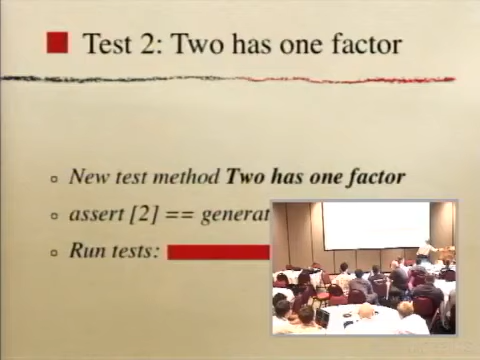 Test 2: Two has one factor
New test method Two has one factor
assert [2] == generat
Run tests: